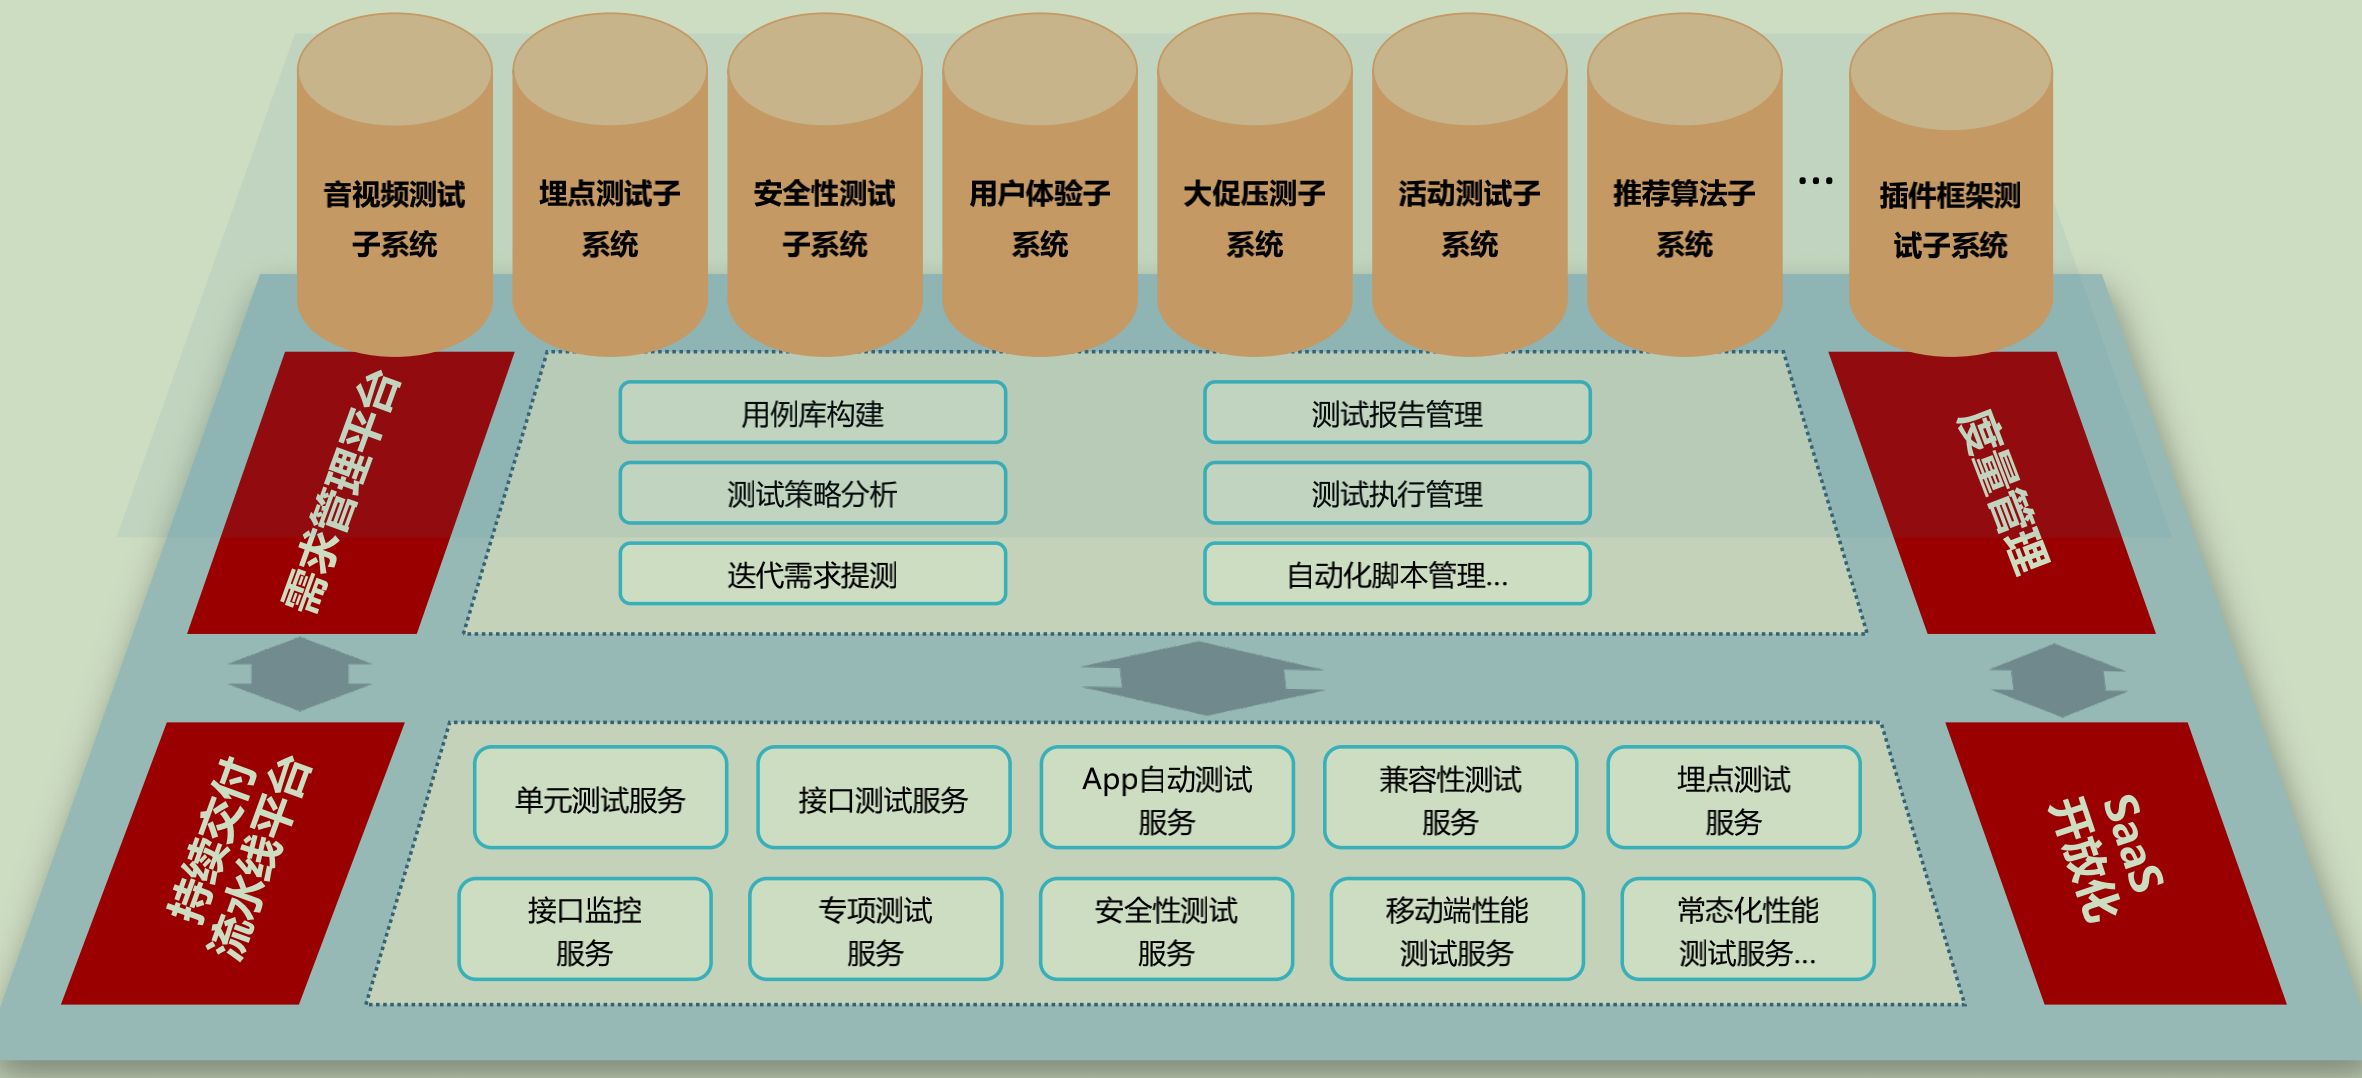 音视频测试
子系统
埋点测试子
系统
安全性测试
子系统
用户体验子
系统
大促压测子
系统
活动测试子
系统
推荐算法子
系统
...
插件框架测
试子系统
需求管理平台
用例库构建
测试报告管理
测试策略分析
测试执行管理
迭代需求提测
自动化脚本管理...
度量管理
持续交付
流水线平台
单元测试服务
接口测试服务
App自动测试
服务
兼容性测试
服务
埋点测试
服务
接口监控
服务
专项测试
服务
安全性测试
服务
移动端性能
测试服务
常态化性能
测试服务...
SaaS
开放化